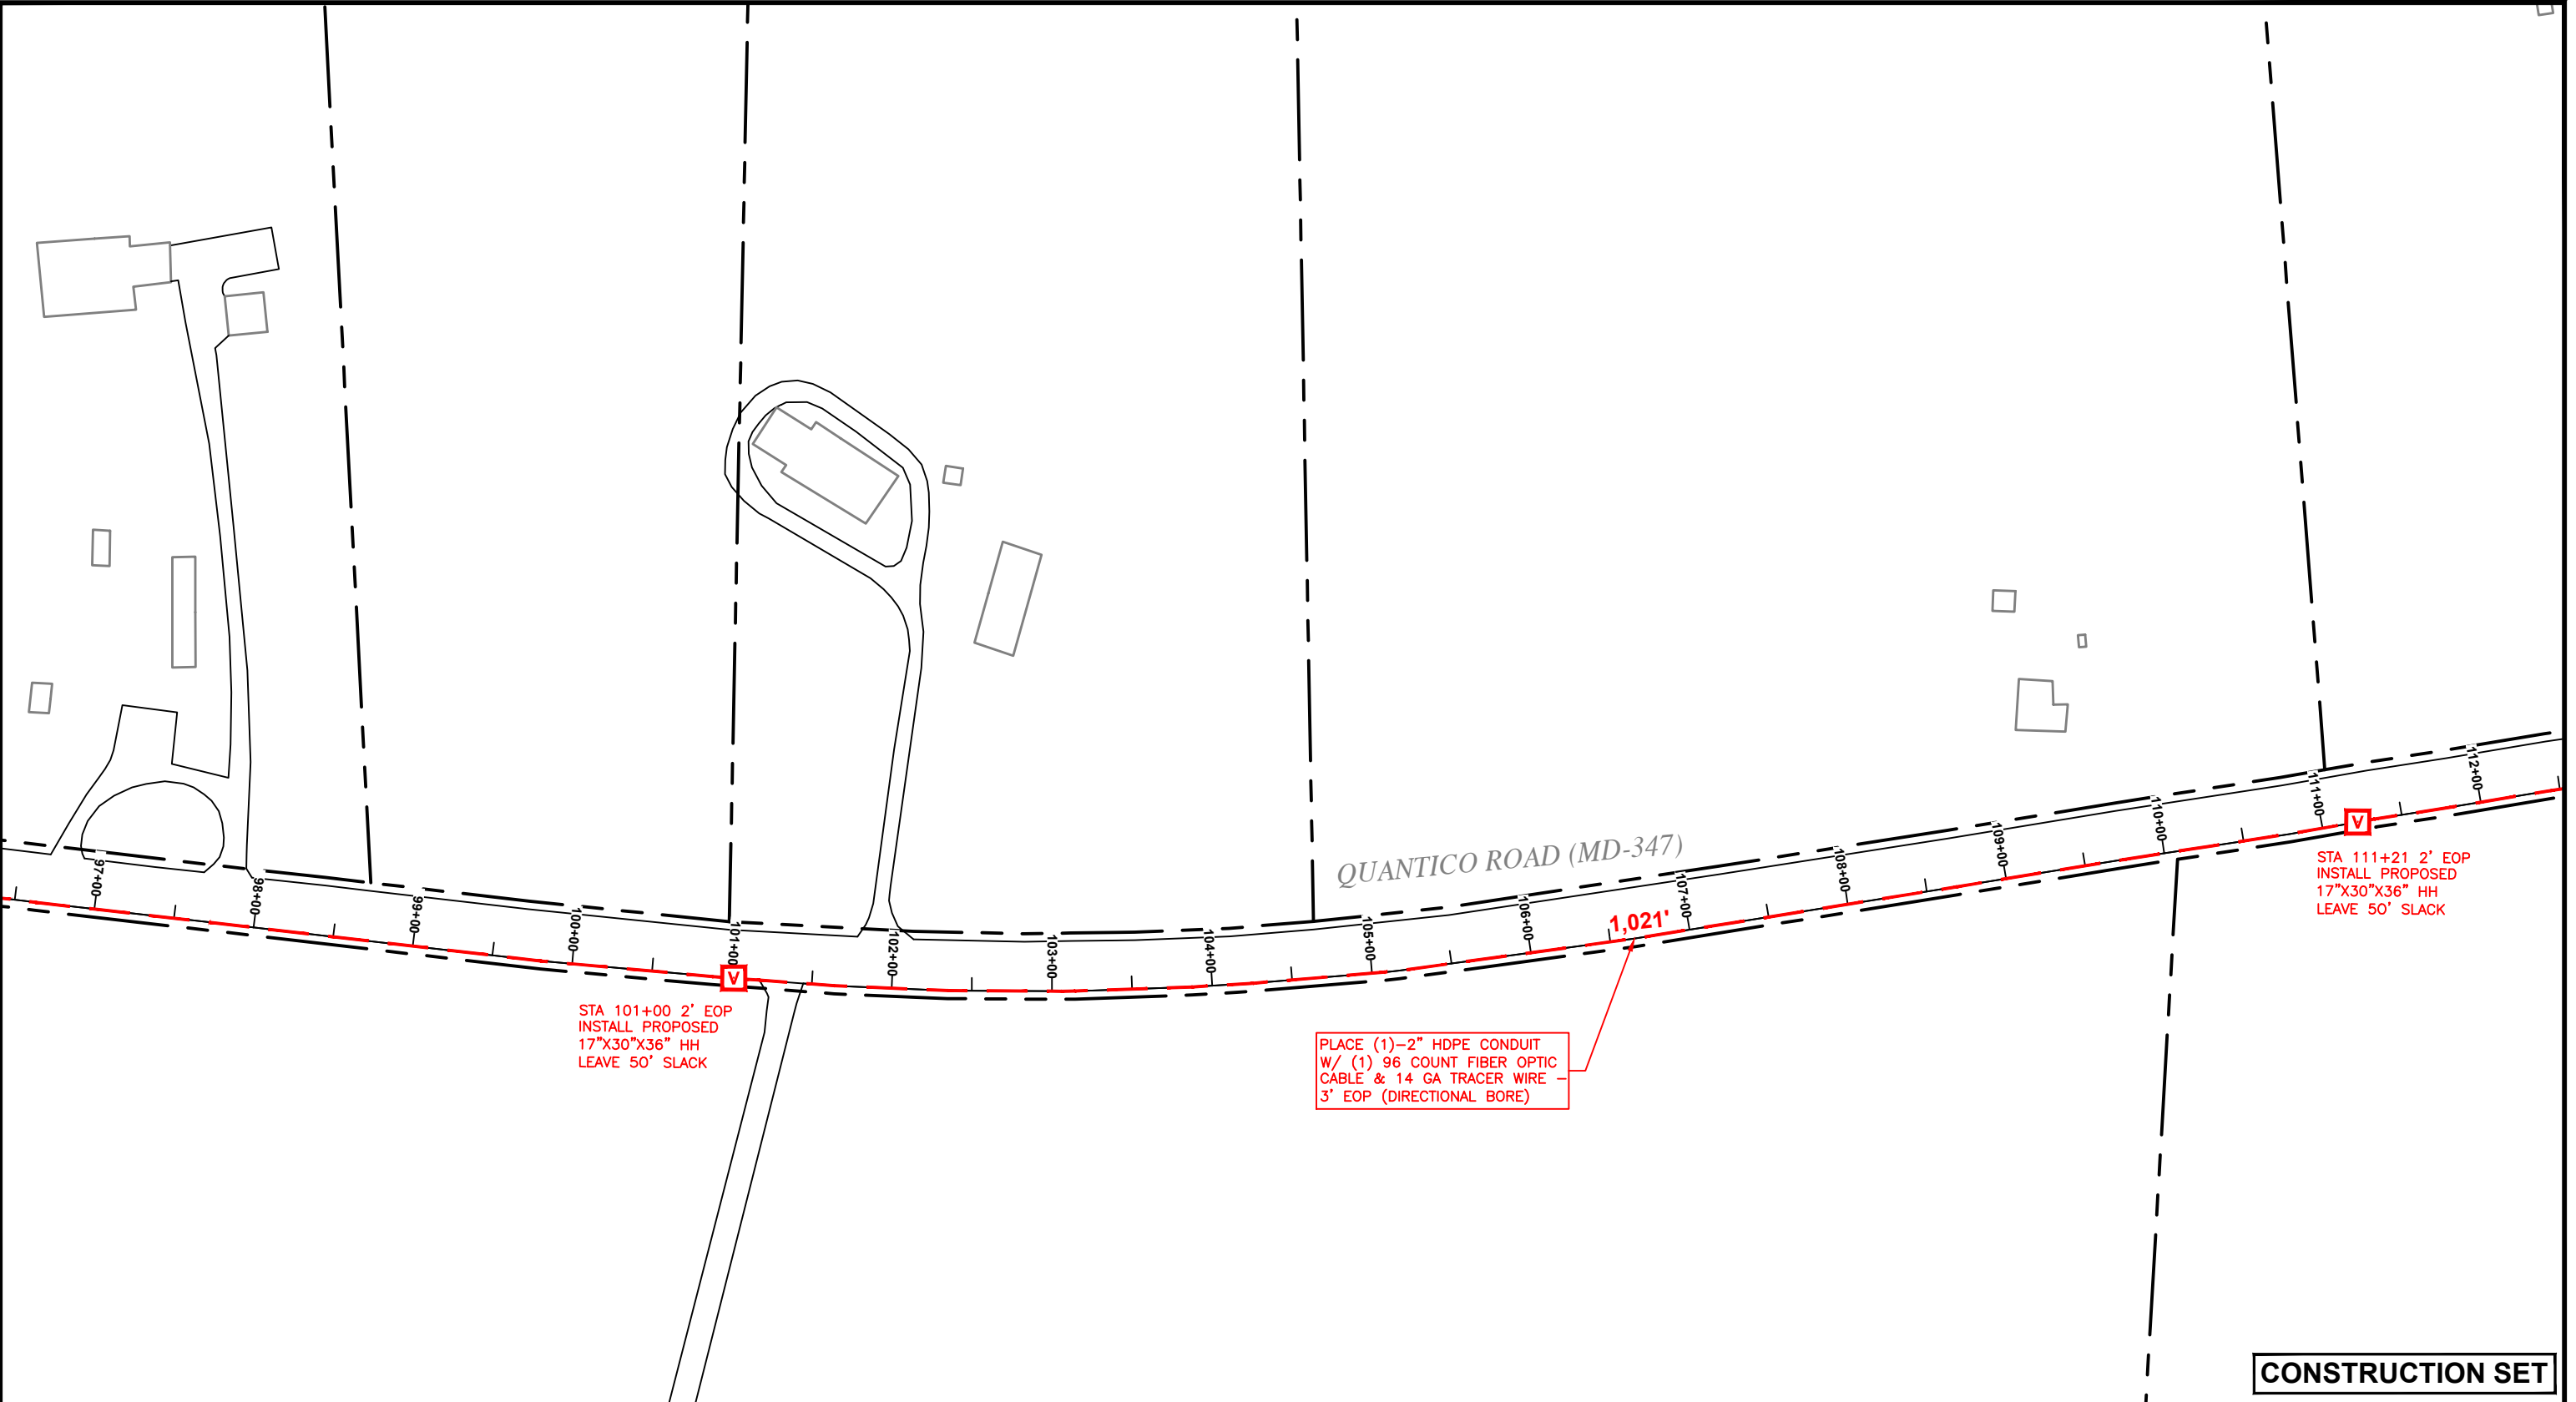 97+00
98+00
99+00
100+00
101+00
102+00
103+00
104+00
105+00
106+00
107+00
108+00
109+00
110+00
111+00
112+00
QUANTICO ROAD (MD-347)
1,021'
V
STA 101+00 2' EOP
INSTALL PROPOSED
17"X30"X36" HH
LEAVE 50' SLACK
PLACE (1)-2" HDPE CONDUIT
W/ (1) 96 COUNT FIBER OPTIC
CABLE & 14 GA TRACER WIRE -
3' EOP (DIRECTIONAL BORE)
V
STA 111+21 2' EOP
INSTALL PROPOSED
17"X30"X36" HH
LEAVE 50' SLACK
CONSTRUCTION SET